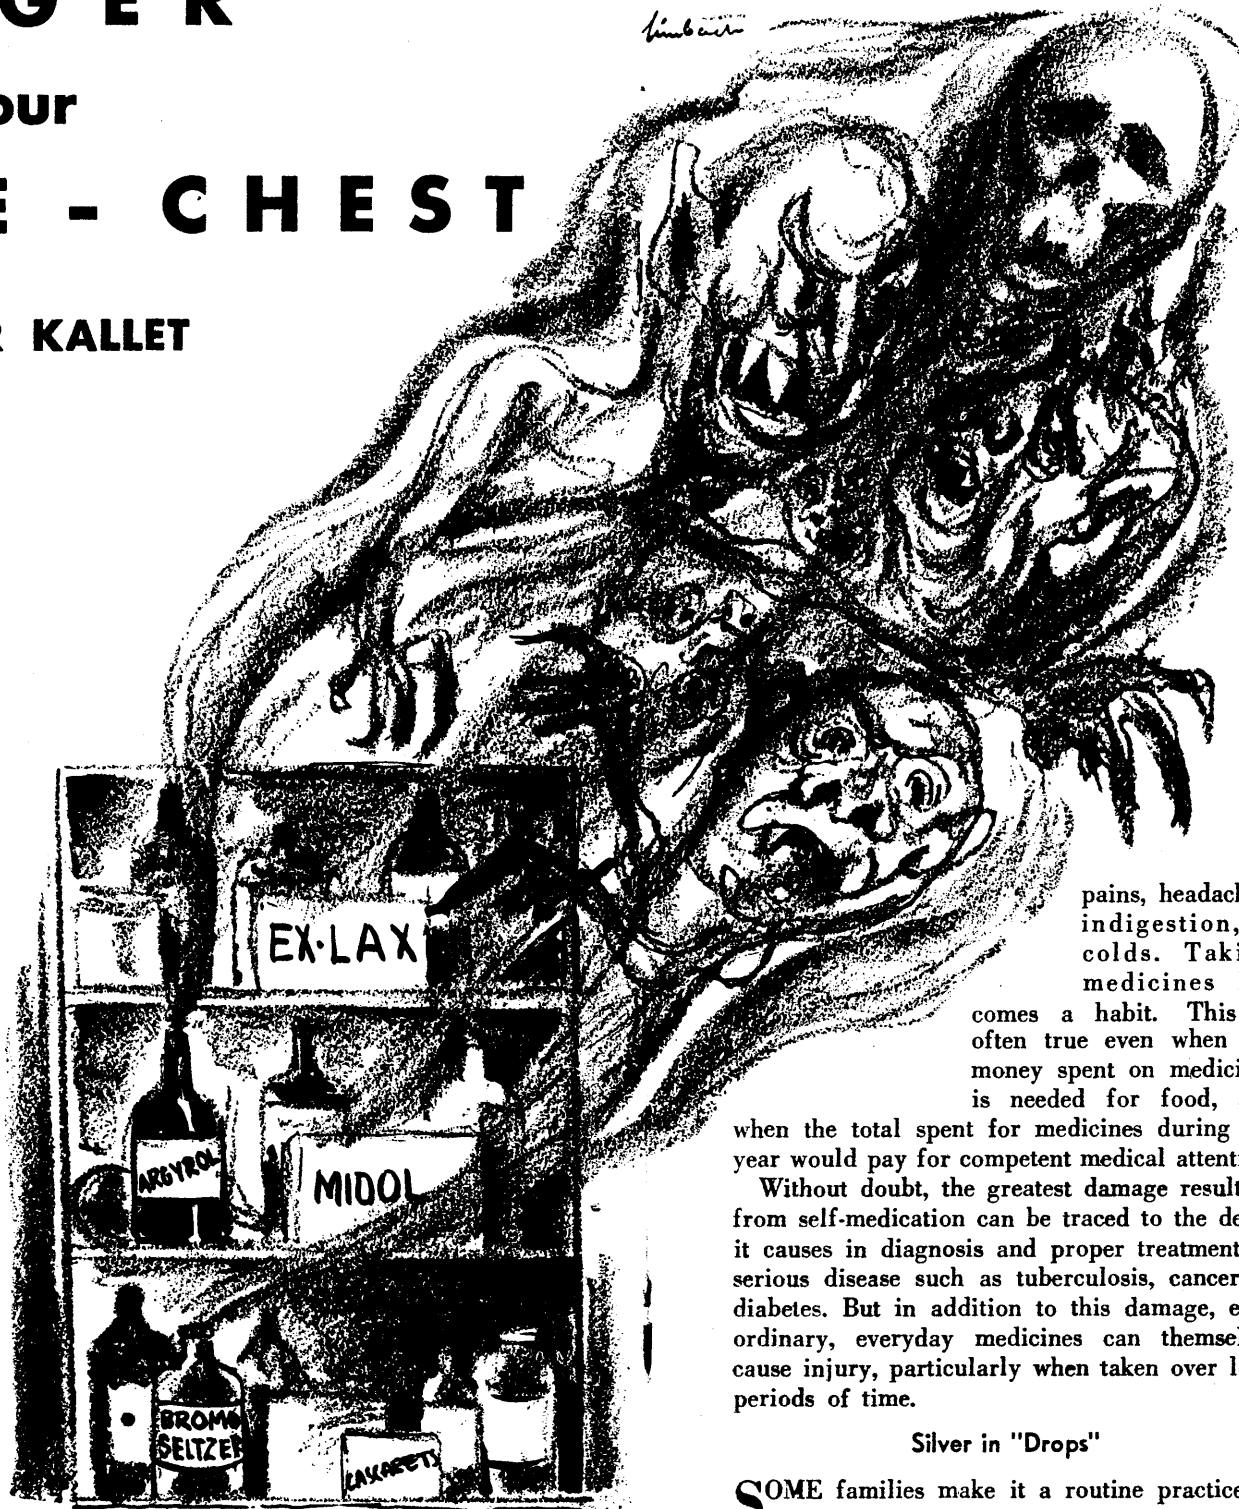 GER
our
E - CHEST
R KALLET
limbach
EX·LAX
ARGYROL
MIDOL
BROMO
SELTZER
CASCARETS
pains, headach
indigestion,
colds. Taki
medicines
comes a habit. This
often true even when
money spent on medici
is needed for food,
when the total spent for medicines during
year would pay for competent medical attent
Without doubt, the greatest damage result
from self-medication can be traced to the de
it causes in diagnosis and proper treatment
serious disease such as tuberculosis, cancer
diabetes. But in addition to this damage, e
ordinary, everyday medicines can themsel
cause injury, particularly when taken over l
periods of time.
Silver in "Drops"
SOME families make it a routine practice